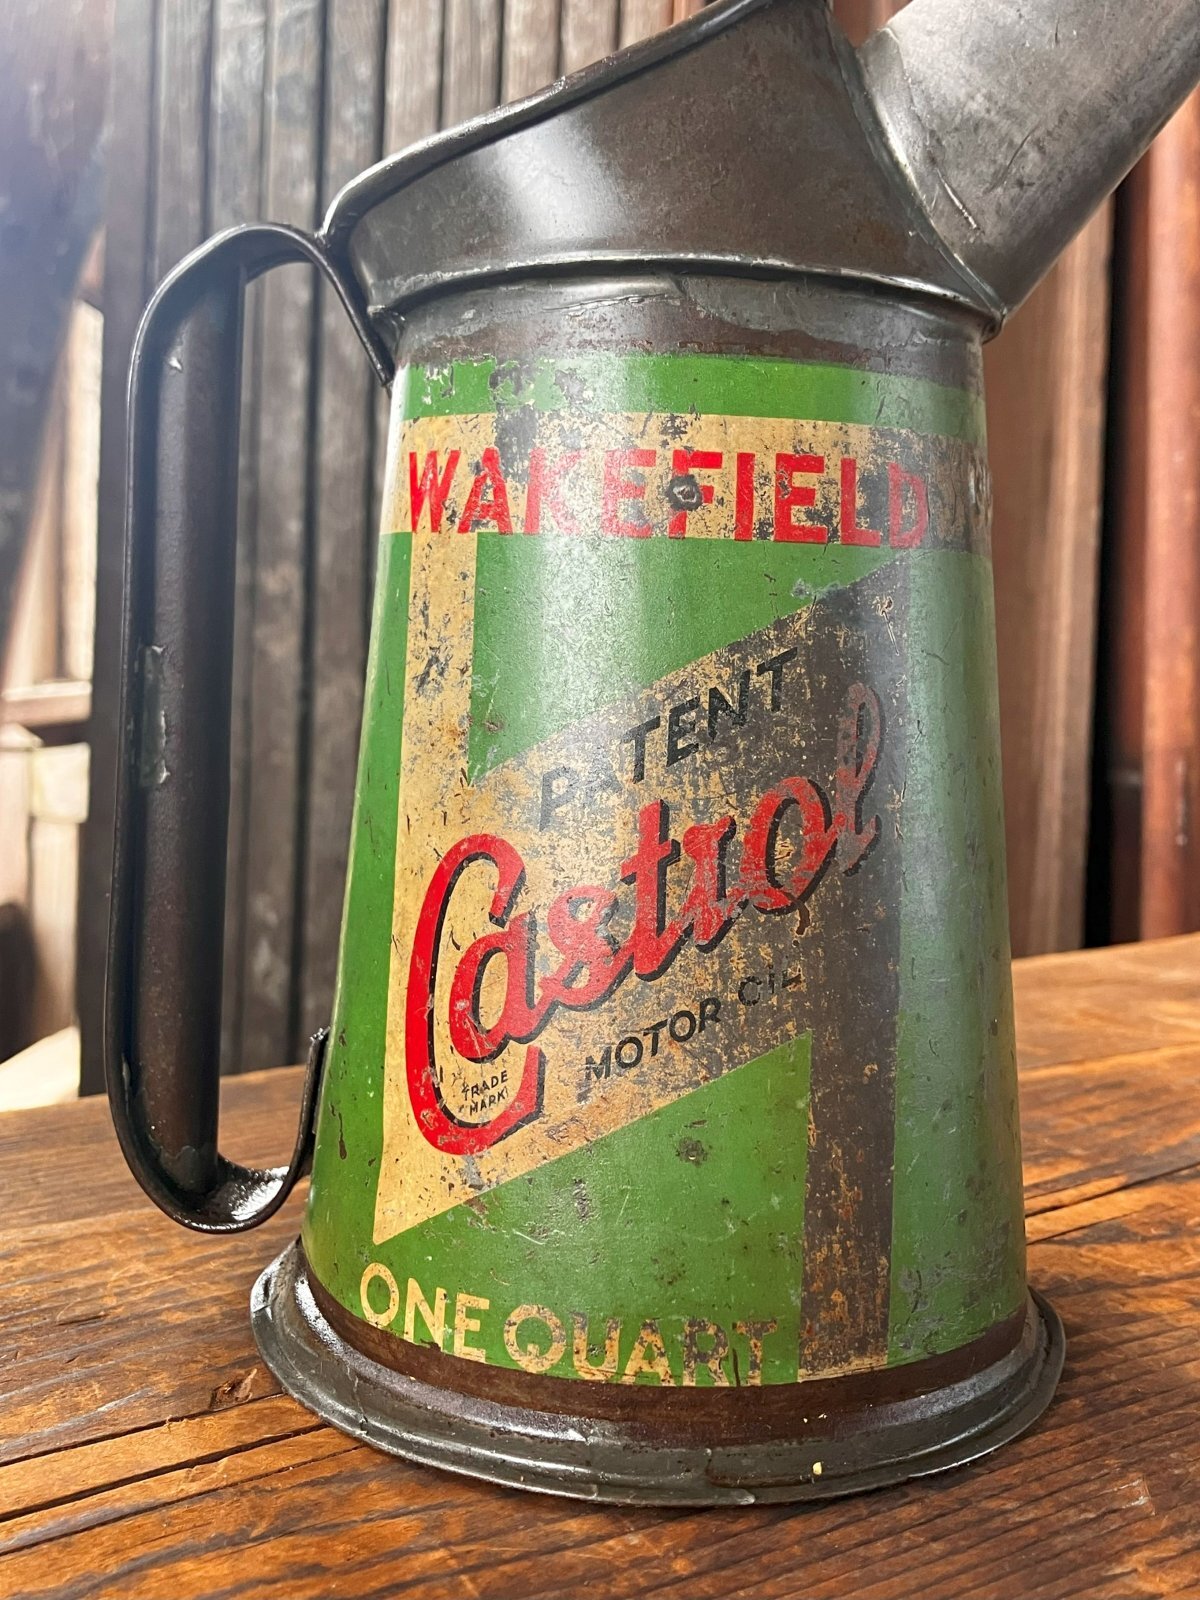 WAKEFIELD
PATENT
Castrol
MOTOR OIL
TRADE
MARK
ONE QUART